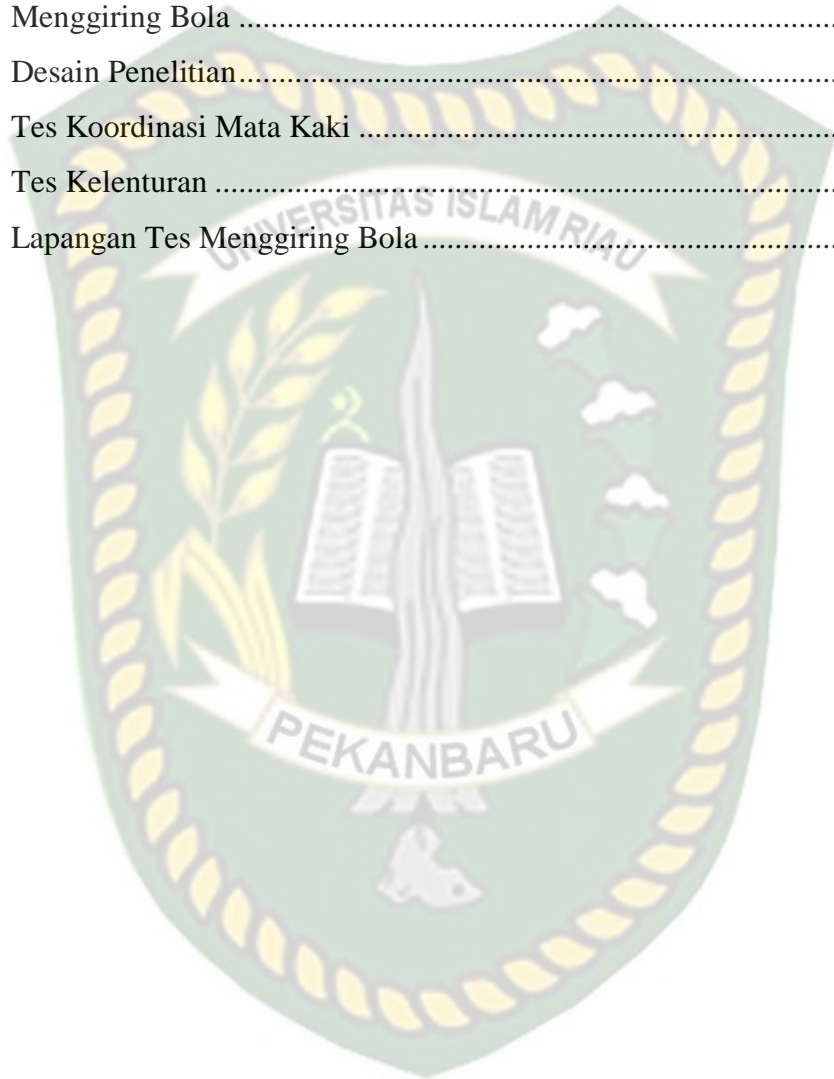 Menggiring Bola ...........................................................................
Desain Penelitian...........................................................................
Tes Koordinasi Mata Kaki ............................................................
Tes Kelenturan ..............................................................................
UNIVERSITAS ISLAM RIAU
Lapangan Tes Menggiring Bola ....................................................
PEKANBARU